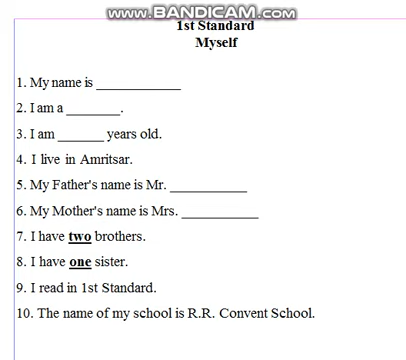 www.BANDICAM.com
1st Standard
Myself
1. My name is ____________
2. I am a ________.
3. I am _______ years old.
4. I live in Amritsar.
5. My Father's name is Mr. ___________
6. My Mother's name is Mrs. ___________
7. I have two brothers.
8. I have one sister.
9. I read in 1st Standard.
10. The name of my school is R.R. Convent School.